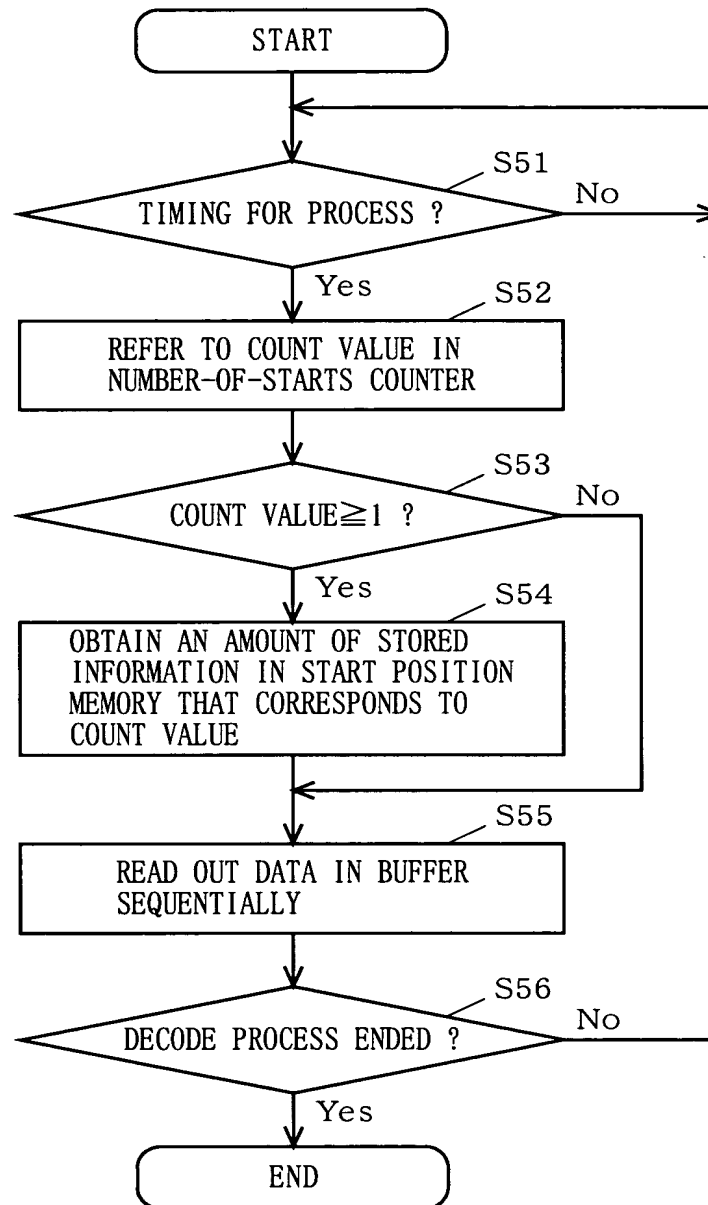 START
S51
TIMING FOR PROCESS ?
No
Yes
S52
REFER TO COUNT VALUE IN
NUMBER-OF-STARTS COUNTER
S53
COUNT VALUE≧1 ?
No
Yes
S54
OBTAIN AN AMOUNT OF STORED
INFORMATION IN START POSITION
MEMORY THAT CORRESPONDS TO
COUNT VALUE
S55
READ OUT DATA IN BUFFER
SEQUENTIALLY
S56
DECODE PROCESS ENDED ?
No
Yes
END